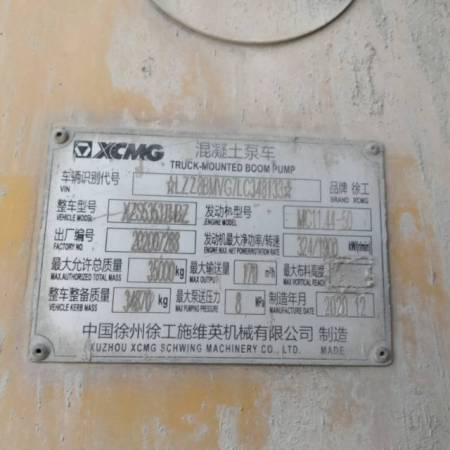 XCMG 混凝土泵车
TRUCK-MOUNTED BOOM PUMP
车辆识别代号 品牌 徐工
VIN BRAND XCMG
整车型号 发动机型号 MC11.44-50
VEHICLE MODEL ENGINE MODEL
出厂编号 发动机最大净功率/转速 324/1900 kW/r/min
FACTORY NO. ENGINE MAX. NET POWER/ROTATION RATE
最大允许总质量 35000 kg 最大输送量 170 m³/h 最大布料高度
MAX.AUTHORIZED TOTAL MASS MAX OUTPUT MAX VERTICAL REACH
整车整备质量 34870 kg 最大泵送压力 8 MPa 制造年月 2020 12
VEHICLE KERB MASS MAX PUMPING PRESSURE DATE
中国徐州徐工施维英机械有限公司 制造
XUZHOU XCMG SCHWING MACHINERY CO., LTD. MADE